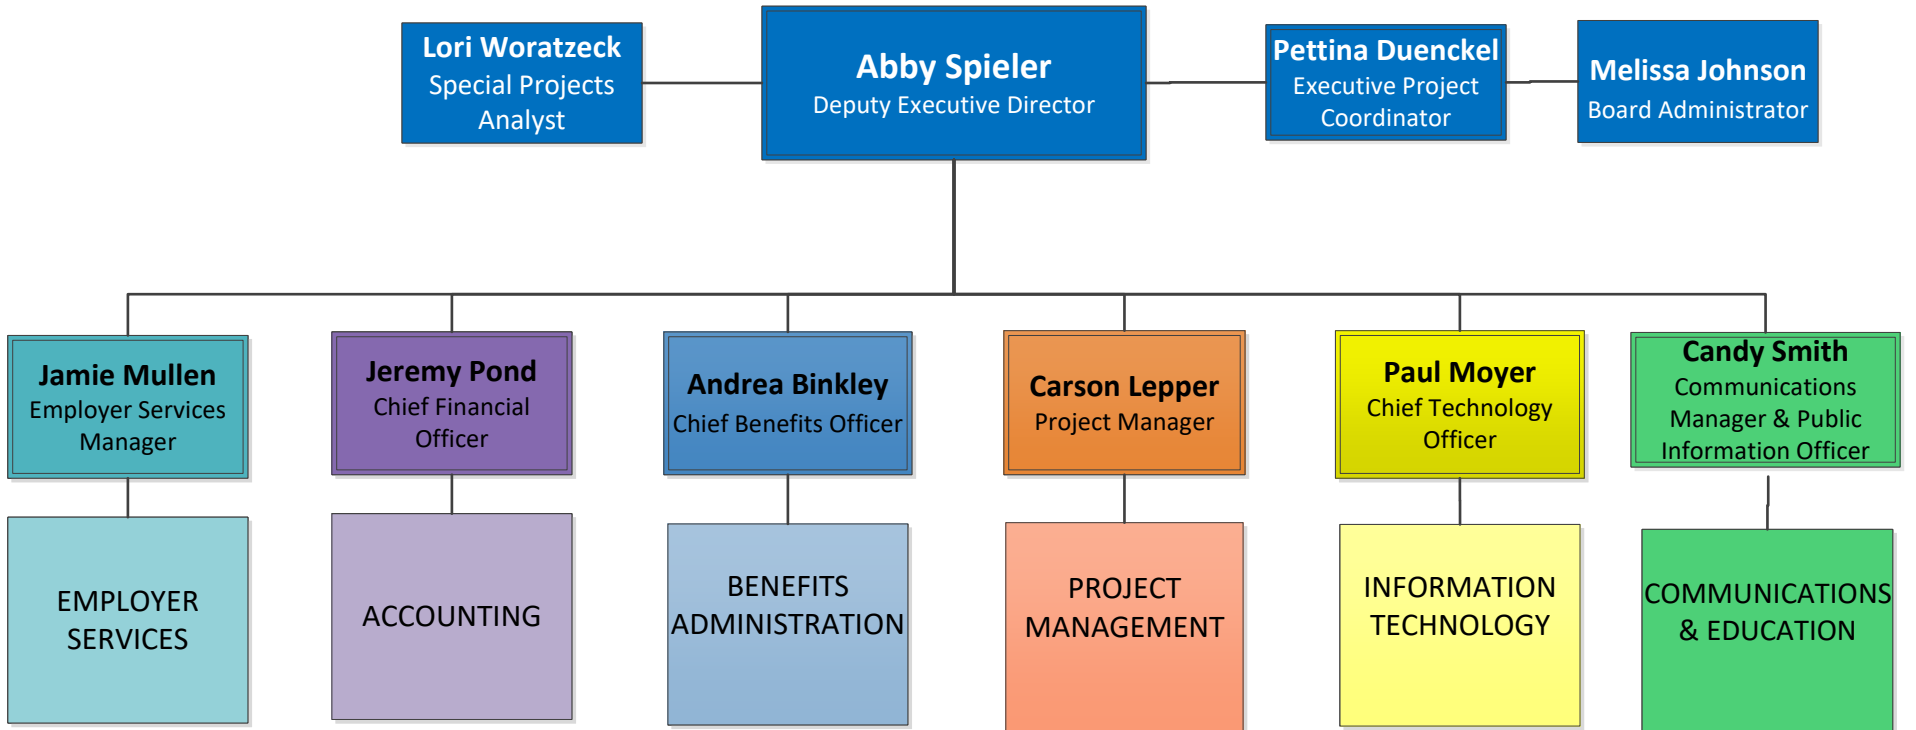 Lori Woratzeck
Special Projects
Analyst
Abby Spieler
Deputy Executive Director
Pettina Duenckel
Executive Project
Coordinator
Melissa Johnson
Board Administrator
Jamie Mullen
Employer Services
Manager
Jeremy Pond
Chief Financial
Officer
Andrea Binkley
Chief Benefits Officer
Carson Lepper
Project Manager
Paul Moyer
Chief Technology
Officer
Candy Smith
Communications
Manager & Public
Information Officer
EMPLOYER
SERVICES
ACCOUNTING
BENEFITS
ADMINISTRATION
PROJECT
MANAGEMENT
INFORMATION
TECHNOLOGY
COMMUNICATIONS
& EDUCATION